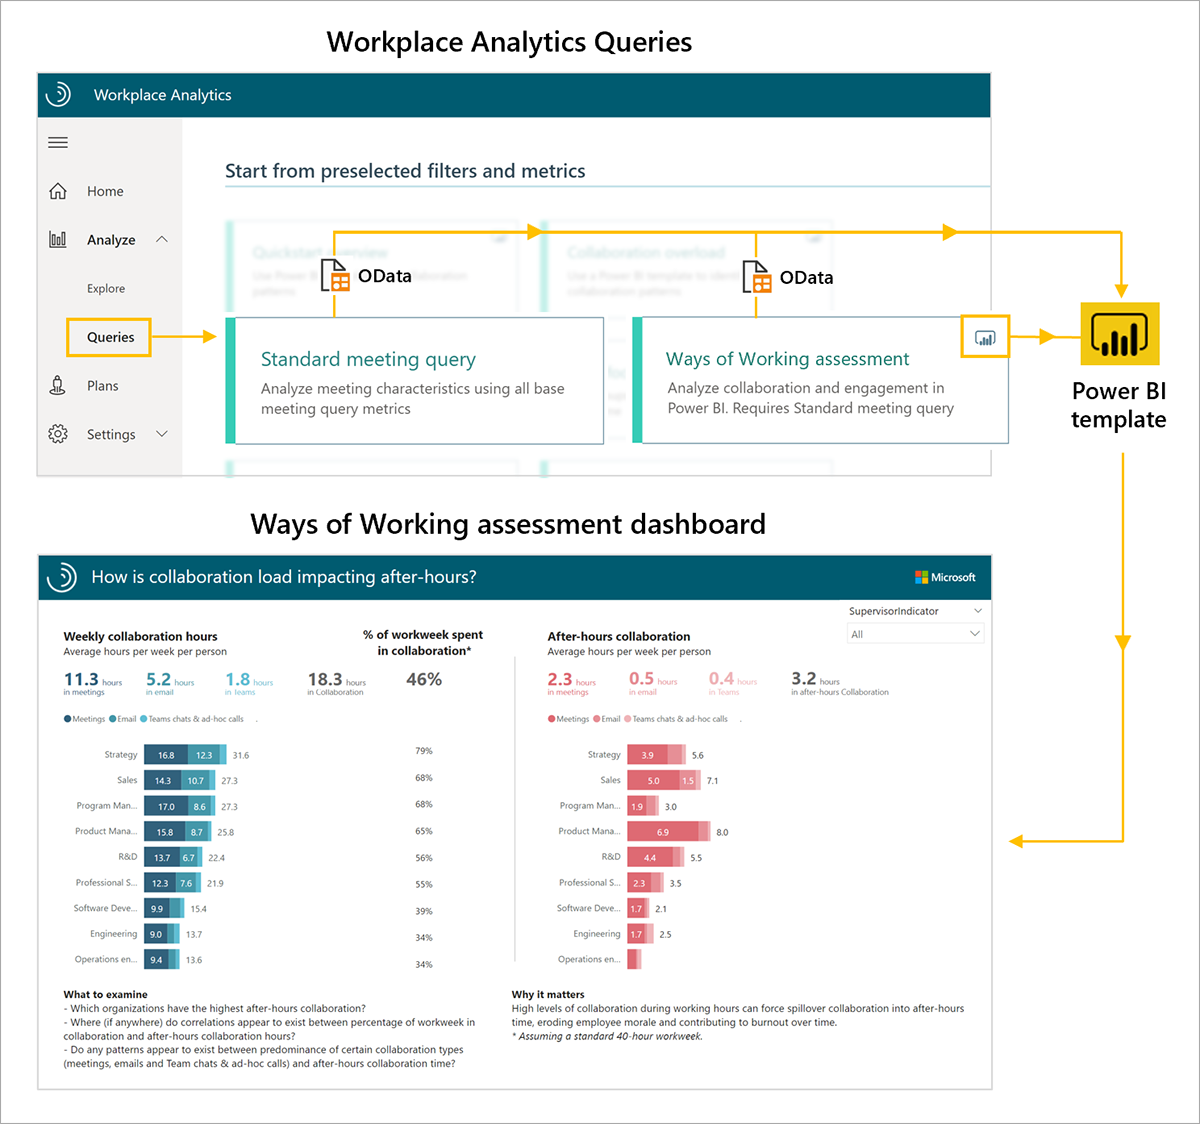 Workplace Analytics Queries
Workplace Analytics
Start from preselected filters and metrics
Home
Analyze
Explore
Queries
Plans
Settings
Quickstart overview
Collaboration overload
OData
OData
Standard meeting query
Analyze meeting characteristics using all base
meeting query metrics
Ways of Working assessment
Analyze collaboration and engagement in
Power BI. Requires Standard meeting query
Power BI
template
Ways of Working assessment dashboard
How is collaboration load impacting after-hours?
Microsoft
SupervisorIndicator
All
Weekly collaboration hours
Average hours per week per person
% of workweek spent
in collaboration*
11.3 hours
in meetings
5.2 hours
in email
1.8 hours
in Teams
18.3 hours
in Collaboration
46%
Meetings Email Teams chats & ad-hoc calls
Strategy 16.8 12.3 31.6 79%
Sales 14.3 10.7 27.3 68%
Program Man... 17.0 8.6 27.3 68%
Product Mana... 15.8 8.7 25.8 65%
R&D 13.7 6.7 22.4 56%
Professional S... 12.3 7.6 21.9 55%
Software Deve... 9.9 15.4 39%
Engineering 9.0 13.7 34%
Operations en... 9.4 13.6 34%
After-hours collaboration
Average hours per week per person
2.3 hours
in meetings
0.5 hours
in email
0.4 hours
in Teams
3.2 hours
in after-hours Collaboration
Meetings Email Teams chats & ad-hoc calls
Strategy 3.9 5.6
Sales 5.0 1.5 7.1
Program Man... 1.9 3.0
Product Mana... 6.9 8.0
R&D 4.4 5.5
Professional S... 2.3 3.5
Software Deve... 1.7 2.1
Engineering 1.7 2.5
Operations en...
What to examine
- Which organizations have the highest after-hours collaboration?
- Where (if anywhere) do correlations appear to exist between percentage of workweek in
collaboration and after-hours collaboration hours?
- Do any patterns appear to exist between predominance of certain collaboration types
(meetings, emails and Team chats & ad-hoc calls) and after-hours collaboration time?
Why it matters
High levels of collaboration during working hours can force spillover collaboration into after-hours
time, eroding employee morale and contributing to burnout over time.
* Assuming a standard 40-hour workweek.